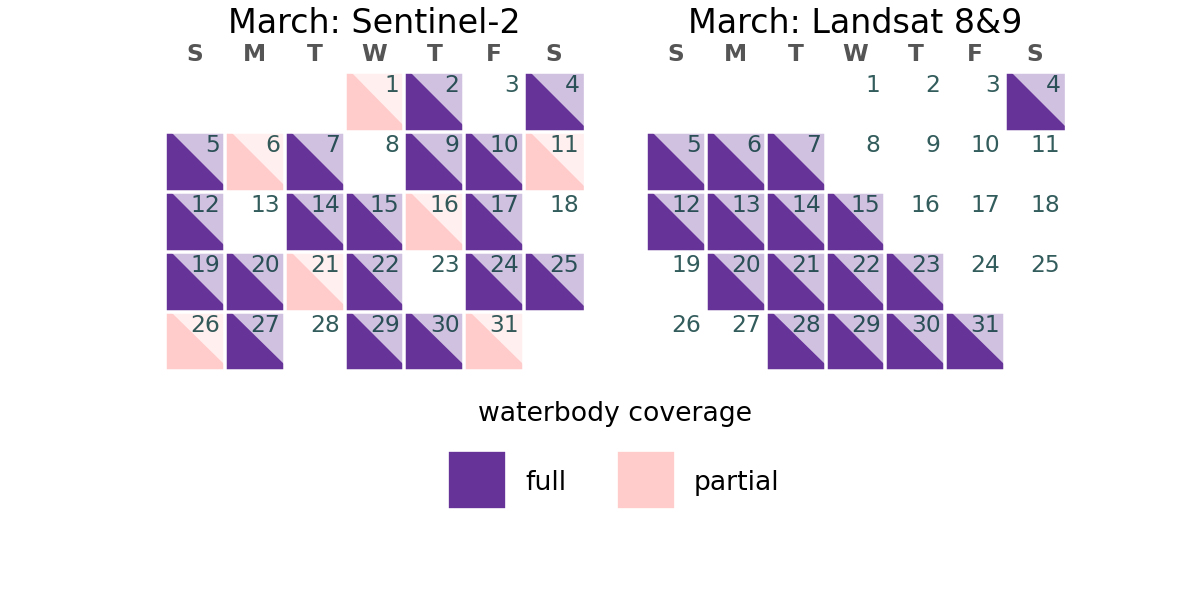 March: Sentinel-2
S M T W T F S
1 2 3 4
5 6 7 8 9 10 11
12 13 14 15 16 17 18
19 20 21 22 23 24 25
26 27 28 29 30 31
March: Landsat 8&9
S M T W T F S
1 2 3 4
5 6 7 8 9 10 11
12 13 14 15 16 17 18
19 20 21 22 23 24 25
26 27 28 29 30 31
waterbody coverage
full
partial